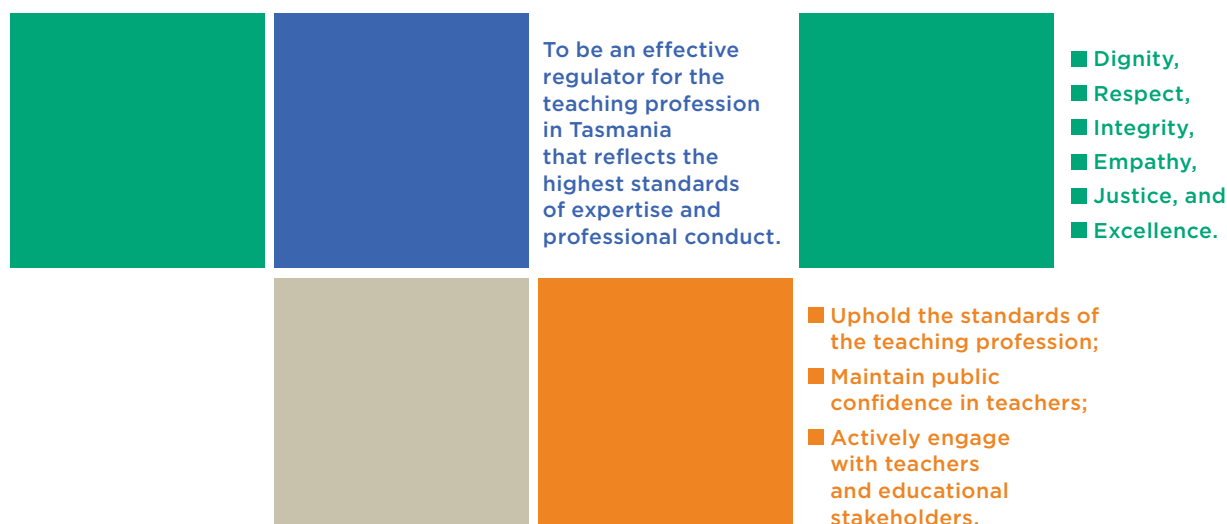 To be an effective
regulator for the
teaching profession
in Tasmania
that reflects the
highest standards
of expertise and
professional conduct.
Dignity,
Respect,
Integrity,
Empathy,
Justice, and
Excellence.
Uphold the standards of
the teaching profession;
Maintain public
confidence in teachers;
Actively engage
with teachers
and educational
stakeholders.